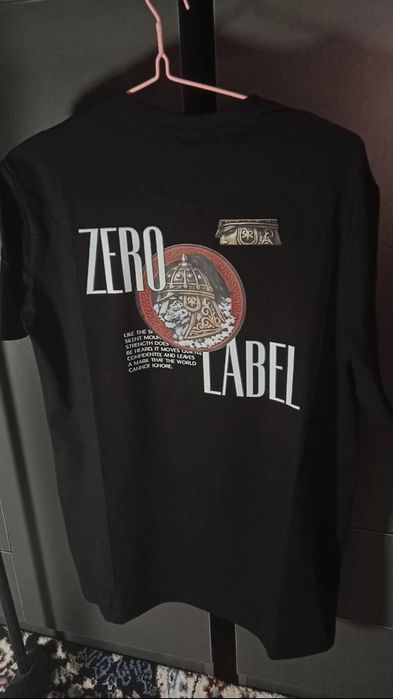 ZERO
LIKE THE
SILENT
STRENGTH DOES
BE HEARD, IT MOVES
CONFIDENTLY, AND LEAVES
A MARK THAT THE WORLD
CANNOT IGNORE.
LABEL